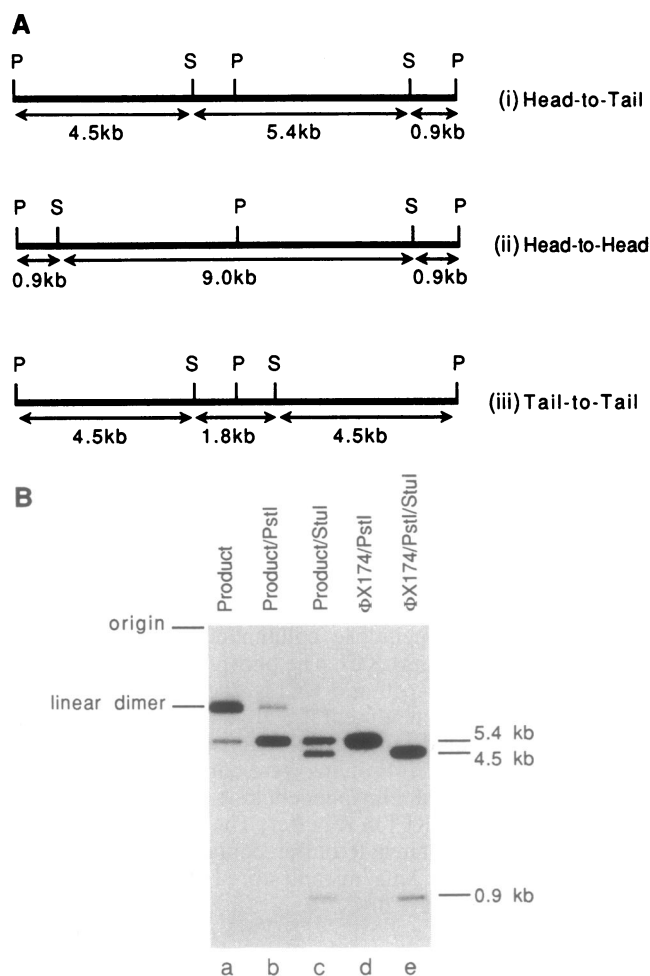 A
P S P S P
(i) Head-to-Tail
4.5kb 5.4kb 0.9kb
P S P S P
(ii) Head-to-Head
0.9kb 9.0kb 0.9kb
P S P S P
(iii) Tail-to-Tail
4.5kb 1.8kb 4.5kb
B
Product
Product/PstI
Product/StuI
ΦX174/PstI
ΦX174/PstI/StuI
origin
linear dimer
5.4 kb
4.5 kb
0.9 kb
a b c d e